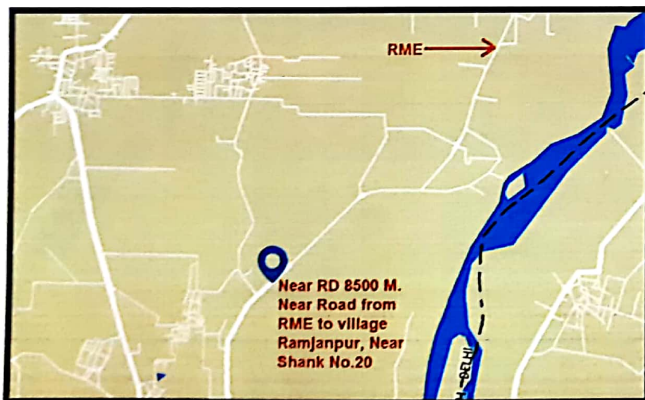 RME
Near RD 8500 M.
Near Road from
RME to village
Ramjanpur, Near
Shank No.20